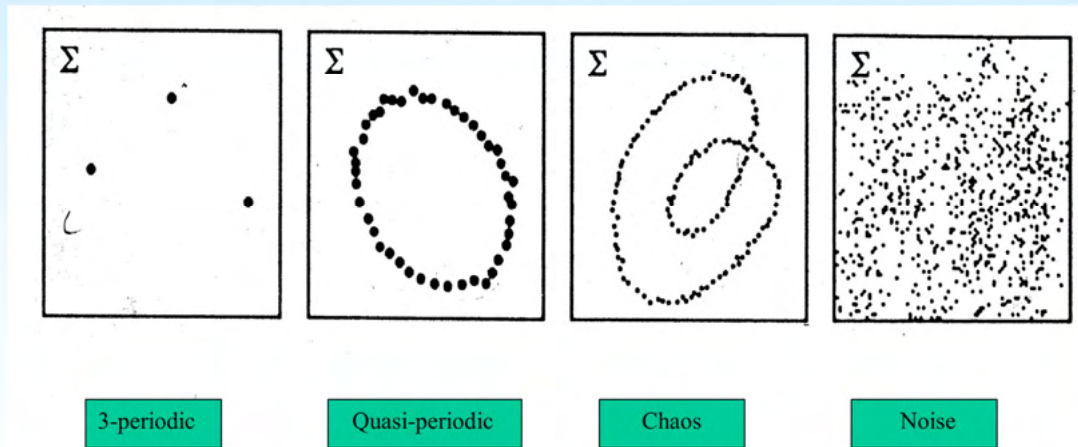 Σ
Σ
Σ
Σ
3-periodic
Quasi-periodic
Chaos
Noise